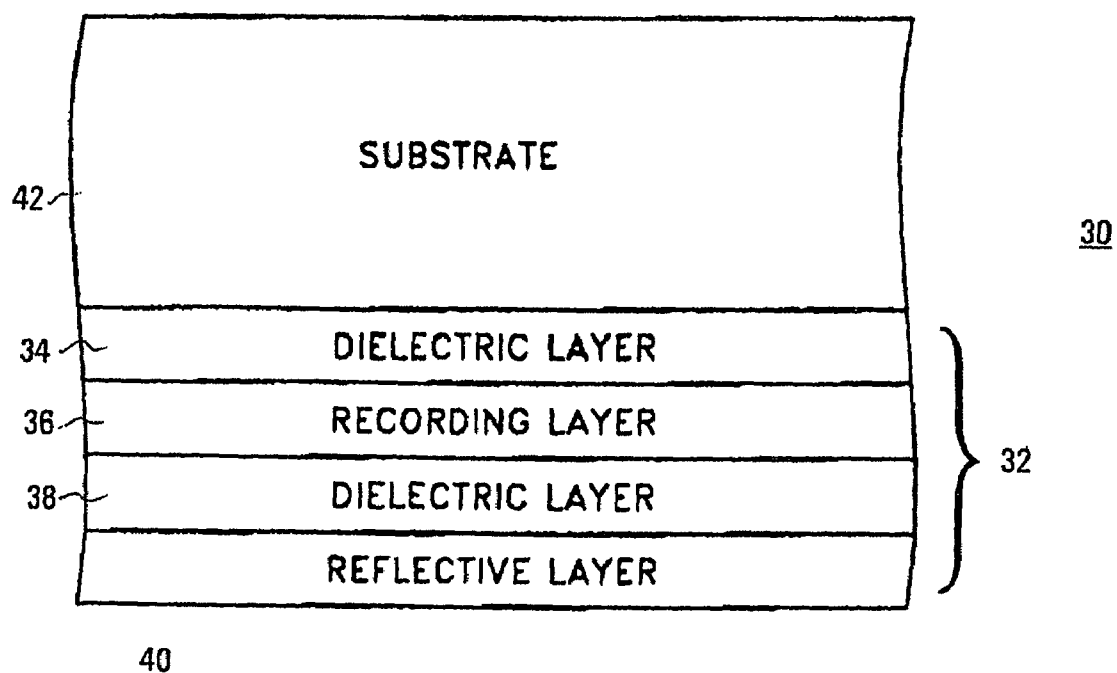 SUBSTRATE
42
30
34 DIELECTRIC LAYER
36 RECORDING LAYER
32
38 DIELECTRIC LAYER
REFLECTIVE LAYER
40